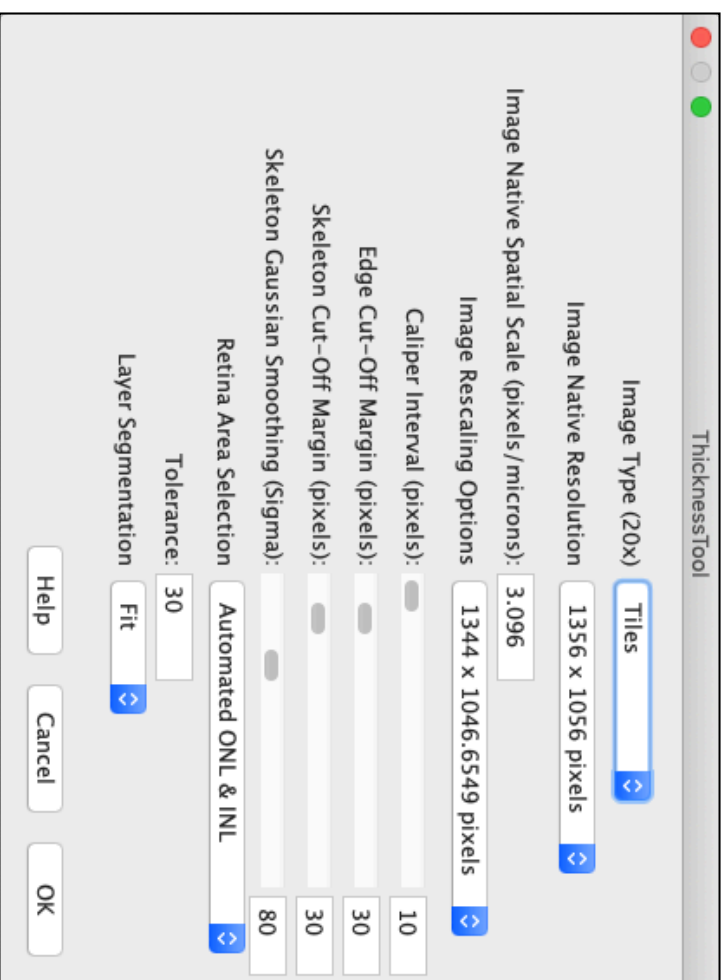 ThicknessTool
Image Type (20x) Tiles
Image Native Resolution 1356 x 1056 pixels
Image Native Spatial Scale (pixels/microns): 3.096
Image Rescaling Options 1344 x 1046.6549 pixels
Caliper Interval (pixels): 10
Edge Cut-Off Margin (pixels): 30
Skeleton Cut-Off Margin (pixels): 30
Skeleton Gaussian Smoothing (Sigma): 80
Retina Area Selection Automated ONL & INL
Tolerance: 30
Layer Segmentation Fit
Help Cancel OK